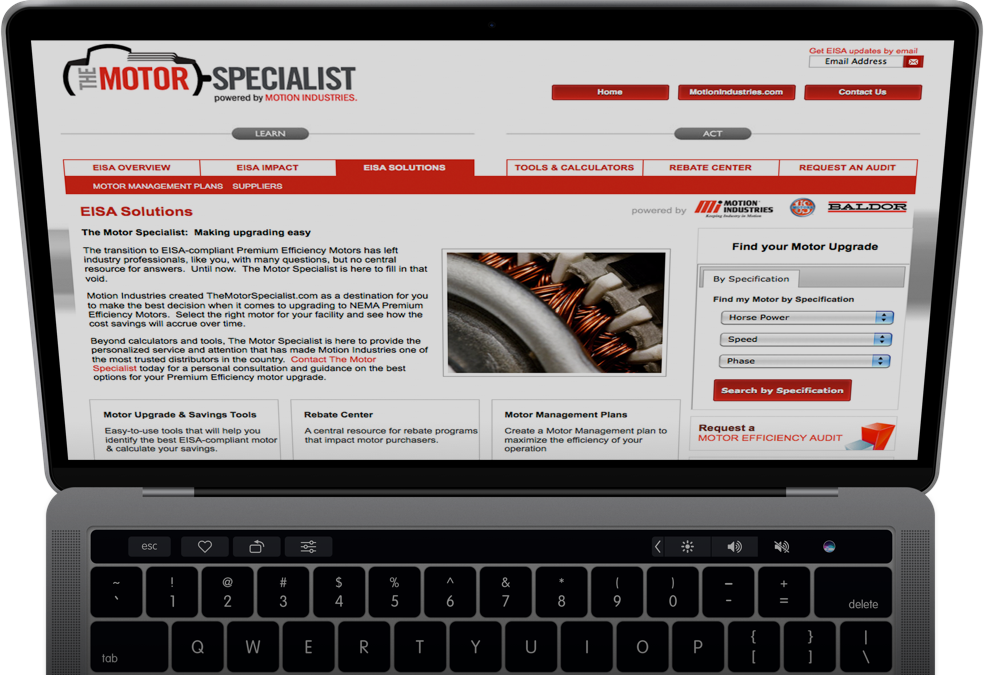 Get EISA updates by email
Email Address
THE MOTOR SPECIALIST
powered by MOTION INDUSTRIES.
Home
MotionIndustries.com
Contact Us
LEARN
ACT
EISA OVERVIEW
EISA IMPACT
EISA SOLUTIONS
TOOLS & CALCULATORS
REBATE CENTER
REQUEST AN AUDIT
MOTOR MANAGEMENT PLANS SUPPLIERS
EISA Solutions
powered by
MOTION
INDUSTRIES
Keeping Industry in Motion
BALDOR
The Motor Specialist: Making upgrading easy
The transition to EISA-compliant Premium Efficiency Motors has left
industry professionals, like you, with many questions, but no central
resource for answers. Until now. The Motor Specialist is here to fill in that
void.
Motion Industries created TheMotorSpecialist.com as a destination for you
to make the best decision when it comes to upgrading to NEMA Premium
Efficiency Motors. Select the right motor for your facility and see how the
cost savings will accrue over time.
Beyond calculators and tools, The Motor Specialist is here to provide the
personalized service and attention that has made Motion Industries one of
the most trusted distributors in the country. Contact The Motor
Specialist today for a personal consultation and guidance on the best
options for your Premium Efficiency motor upgrade.
Find your Motor Upgrade
By Specification
Find my Motor by Specification
Horse Power
Speed
Phase
Search by Specification
Motor Upgrade & Savings Tools
Easy-to-use tools that will help you
identify the best EISA-compliant motor
& calculate your savings.
Rebate Center
A central resource for rebate programs
that impact motor purchasers.
Motor Management Plans
Create a Motor Management plan to
maximize the efficiency of your
operation
Request a
MOTOR EFFICIENCY AUDIT
esc
~ ! @ # $ % ^ & * ( ) – +
` 1 2 3 4 5 6 7 8 9 0 - = delete
tab Q W E R T Y U I O P { [ } ] | \